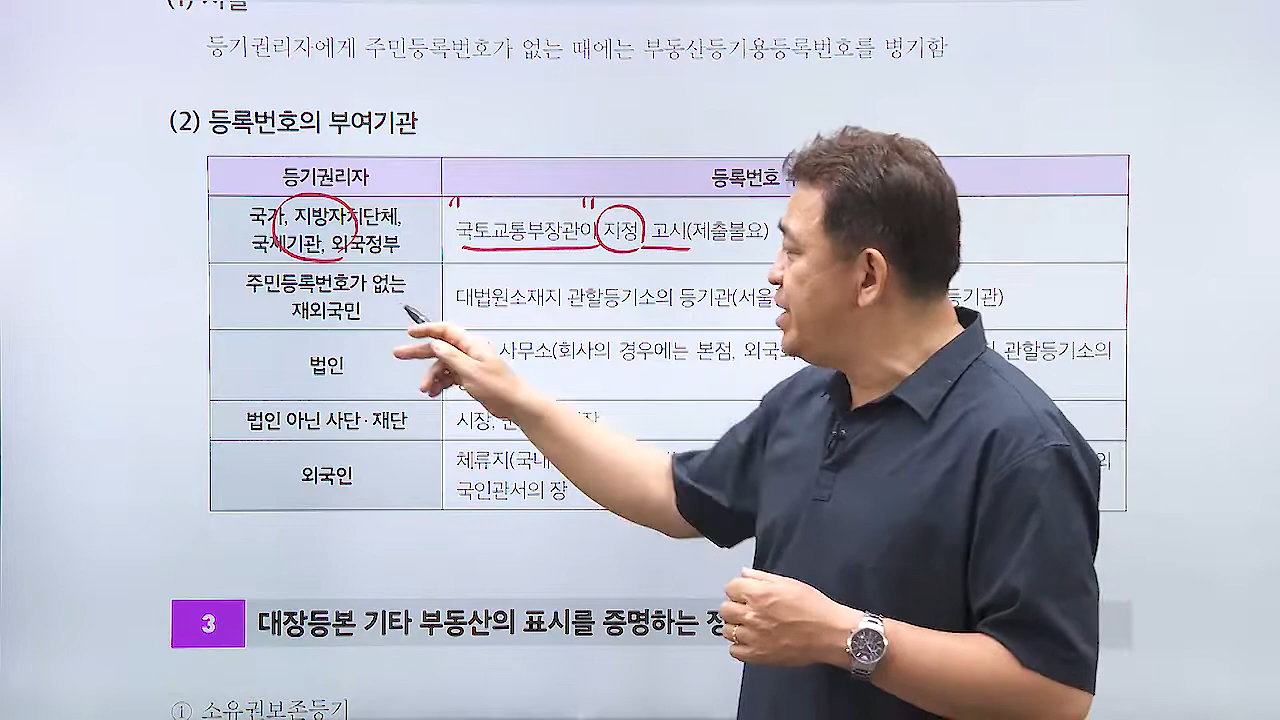 등기권리자에게 주민등록번호가 없는 때에는 부동산등기용등록번호를 병기함
(2) 등록번호의 부여기관
등기권리자
등록번호
국가, 지방자치단체,
국제기관, 외국정부
국토교통부장관이 지정 고시(제출불요)
주민등록번호가 없는
재외국민
대법원소재지 관할등기소의 등기관(서울 등기관)
법인
사무소(회사의 경우에는 본점, 외국 관할등기소의
법인 아닌 사단·재단
시장,
외국인
체류지(국내
국인관서의 장
3 대장등본 기타 부동산의 표시를 증명하는
① 소유권보존등기